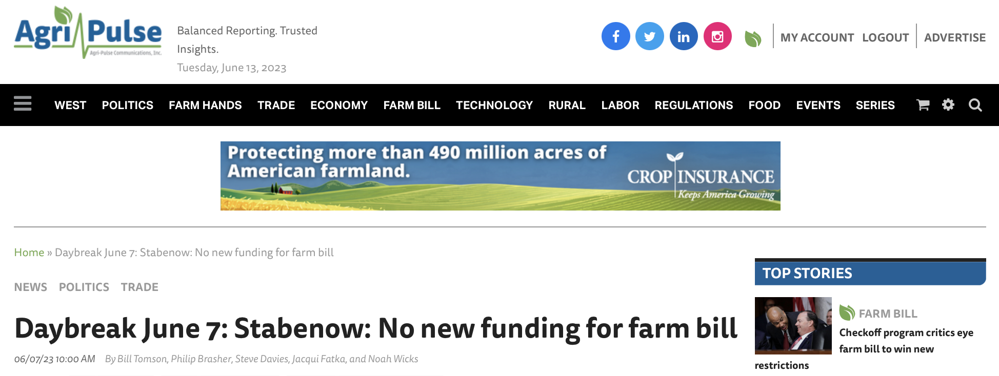 Agri Pulse
Agri-Pulse Communications, Inc.
Balanced Reporting. Trusted
Insights.
Tuesday, June 13, 2023
MY ACCOUNT LOGOUT ADVERTISE
WEST POLITICS FARM HANDS TRADE ECONOMY FARM BILL TECHNOLOGY RURAL LABOR REGULATIONS FOOD EVENTS SERIES
Protecting more than 490 million acres of
American farmland.
CROP INSURANCE
Keeps America Growing
Home » Daybreak June 7: Stabenow: No new funding for farm bill
NEWS POLITICS TRADE
Daybreak June 7: Stabenow: No new funding for farm bill
06/07/23 10:00 AM By Bill Tomson, Philip Brasher, Steve Davies, Jacqui Fatka, and Noah Wicks
TOP STORIES
FARM BILL
Checkoff program critics eye
farm bill to win new
restrictions